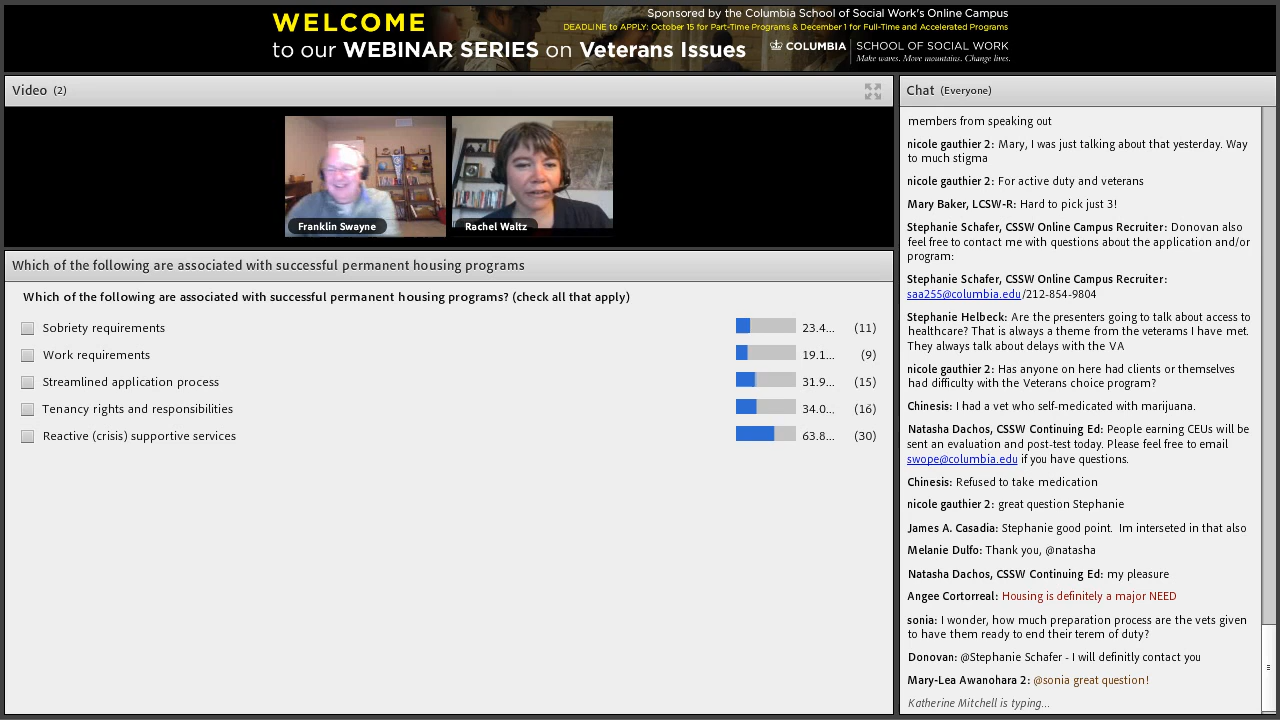 WELCOME
to our WEBINAR SERIES on Veterans Issues
Sponsored by the Columbia School of Social Work's Online Campus
DEADLINE to APPLY: October 15 for Part-Time Programs & December 1 for Full-Time and Accelerated Programs
COLUMBIA | SCHOOL OF SOCIAL WORK
Make waves. Move mountains. Change lives.
Video (2)
Franklin Swayne
Rachel Waltz
Which of the following are associated with successful permanent housing programs
Which of the following are associated with successful permanent housing programs? (check all that apply)
Sobriety requirements 23.4... (11)
Work requirements 19.1... (9)
Streamlined application process 31.9... (15)
Tenancy rights and responsibilities 34.0... (16)
Reactive (crisis) supportive services 63.8... (30)
Chat (Everyone)
members from speaking out
nicole gauthier 2: Mary, I was just talking about that yesterday. Way
to much stigma
nicole gauthier 2: For active duty and veterans
Mary Baker, LCSW-R: Hard to pick just 3!
Stephanie Schafer, CSSW Online Campus Recruiter: Donovan also
feel free to contact me with questions about the application and/or
program:
Stephanie Schafer, CSSW Online Campus Recruiter:
saa255@columbia.edu/212-854-9804
Stephanie Helbeck: Are the presenters going to talk about access to
healthcare? That is always a theme from the veterans I have met.
They always talk about delays with the VA
nicole gauthier 2: Has anyone on here had clients or themselves
had difficulty with the Veterans choice program?
Chinesis: I had a vet who self-medicated with marijuana.
Natasha Dachos, CSSW Continuing Ed: People earning CEUs will be
sent an evaluation and post-test today. Please feel free to email
swope@columbia.edu if you have questions.
Chinesis: Refused to take medication
nicole gauthier 2: great question Stephanie
James A. Casadia: Stephanie good point. Im interseted in that also
Melanie Dulfo: Thank you, @natasha
Natasha Dachos, CSSW Continuing Ed: my pleasure
Angee Cortorreal: Housing is definitely a major NEED
sonia: I wonder, how much preparation process are the vets given
to have them ready to end their terem of duty?
Donovan: @Stephanie Schafer - I will definitly contact you
Mary-Lea Awanohara 2: @sonia great question!
Katherine Mitchell is typing...